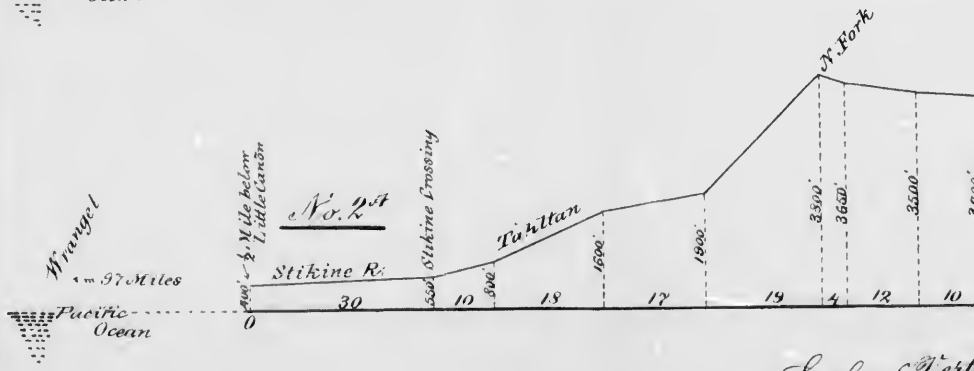 N. Fork
½ Mile below
Little Cañon
Stikine Crossing
No. 2ᴬ
Tahltan
Wrangel
97 Miles
Stikine R.
400'
550'
800'
1600'
1900'
3800'
3650'
3500'
30 10 18 17 19 4 12 10
0
Pacific
Ocean